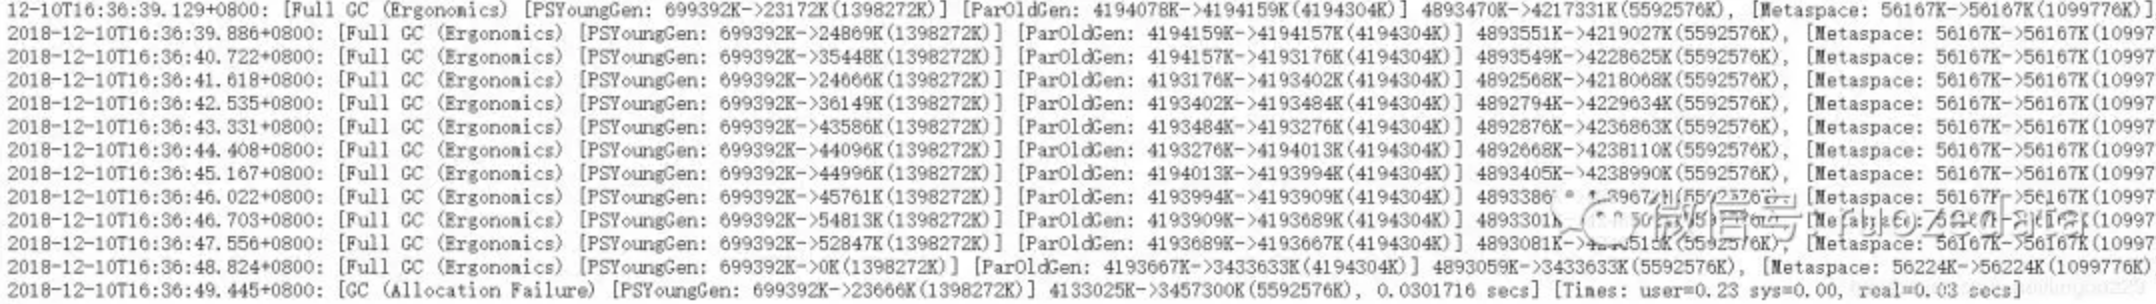 12-10T16:36:39.129+0800: [Full GC (Ergonomics) [PSYoungGen: 699392K->23172K(1398272K)] [ParOldGen: 4194078K->4194159K(4194304K)] 4893470K->4217331K(5592576K), [Metaspace: 56167K->56167K(1099776K)]
2018-12-10T16:36:39.886+0800: [Full GC (Ergonomics) [PSYoungGen: 699392K->24869K(1398272K)] [ParOldGen: 4194159K->4194157K(4194304K)] 4893551K->4219027K(5592576K), [Metaspace: 56167K->56167K(10997
2018-12-10T16:36:40.722+0800: [Full GC (Ergonomics) [PSYoungGen: 699392K->35448K(1398272K)] [ParOldGen: 4194157K->4193176K(4194304K)] 4893549K->4228625K(5592576K), [Metaspace: 56167K->56167K(10997
2018-12-10T16:36:41.618+0800: [Full GC (Ergonomics) [PSYoungGen: 699392K->24666K(1398272K)] [ParOldGen: 4193176K->4193402K(4194304K)] 4892568K->4218068K(5592576K), [Metaspace: 56167K->56167K(10997
2018-12-10T16:36:42.535+0800: [Full GC (Ergonomics) [PSYoungGen: 699392K->36149K(1398272K)] [ParOldGen: 4193402K->4193484K(4194304K)] 4892794K->4229634K(5592576K), [Metaspace: 56167K->56167K(10997
2018-12-10T16:36:43.331+0800: [Full GC (Ergonomics) [PSYoungGen: 699392K->43586K(1398272K)] [ParOldGen: 4193484K->4193276K(4194304K)] 4892876K->4236863K(5592576K), [Metaspace: 56167K->56167K(10997
2018-12-10T16:36:44.408+0800: [Full GC (Ergonomics) [PSYoungGen: 699392K->44096K(1398272K)] [ParOldGen: 4193276K->4194013K(4194304K)] 4892668K->4238110K(5592576K), [Metaspace: 56167K->56167K(10997
2018-12-10T16:36:45.167+0800: [Full GC (Ergonomics) [PSYoungGen: 699392K->44996K(1398272K)] [ParOldGen: 4194013K->4193994K(4194304K)] 4893405K->4238990K(5592576K), [Metaspace: 56167K->56167K(10997
2018-12-10T16:36:46.022+0800: [Full GC (Ergonomics) [PSYoungGen: 699392K->45761K(1398272K)] [ParOldGen: 4193994K->4193909K(4194304K)] [Metaspace: 56167K->56167K(10997
2018-12-10T16:36:46.703+0800: [Full GC (Ergonomics) [PSYoungGen: 699392K->54813K(1398272K)] [ParOldGen: 4193909K->4193689K(4194304K)] 微信号: ruozedata
2018-12-10T16:36:47.556+0800: [Full GC (Ergonomics) [PSYoungGen: 699392K->52847K(1398272K)] [ParOldGen: 4193689K->4193667K(4194304K)] [Metaspace: 56167K->56167K(10997
2018-12-10T16:36:48.824+0800: [Full GC (Ergonomics) [PSYoungGen: 699392K->0K(1398272K)] [ParOldGen: 4193667K->3433633K(4194304K)] 4893059K->3433633K(5592576K), [Metaspace: 56224K->56224K(1099776K)
2018-12-10T16:36:49.445+0800: [GC (Allocation Failure) [PSYoungGen: 699392K->23666K(1398272K)] 4133025K->3457300K(5592576K), 0.0301716 secs] [Times: user=0.23 sys=0.00, real=0.03 secs]